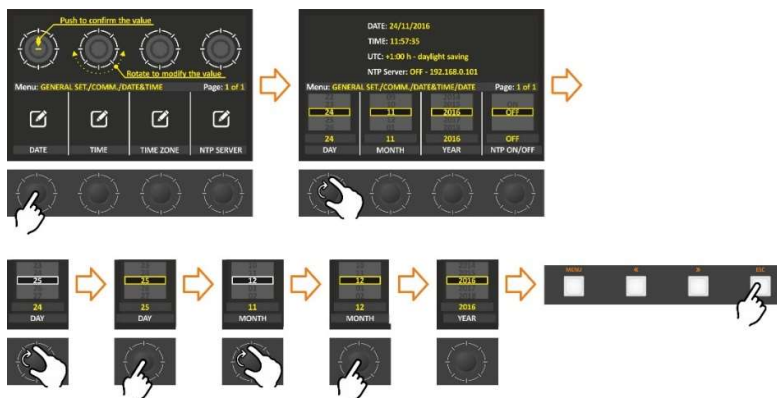 Push to confirm the value
Rotate to modify the value
Menu: GENERAL SET./COMM./DATE&TIME Page: 1 of 1
DATE TIME TIME ZONE NTP SERVER
DATE: 24/11/2016
TIME: 11:57:35
UTC: +1:00 h - daylight saving
NTP Server: OFF - 192.168.0.101
Menu: GENERAL SET./COMM./DATE&TIME/DATE Page: 1 of 1
ON
24 11 2016 OFF
24 11 2016 OFF
DAY MONTH YEAR NTP ON/OFF
25 25 12 12 2016
24 25 11 12 2016
DAY DAY MONTH MONTH YEAR
MENU < > ESC